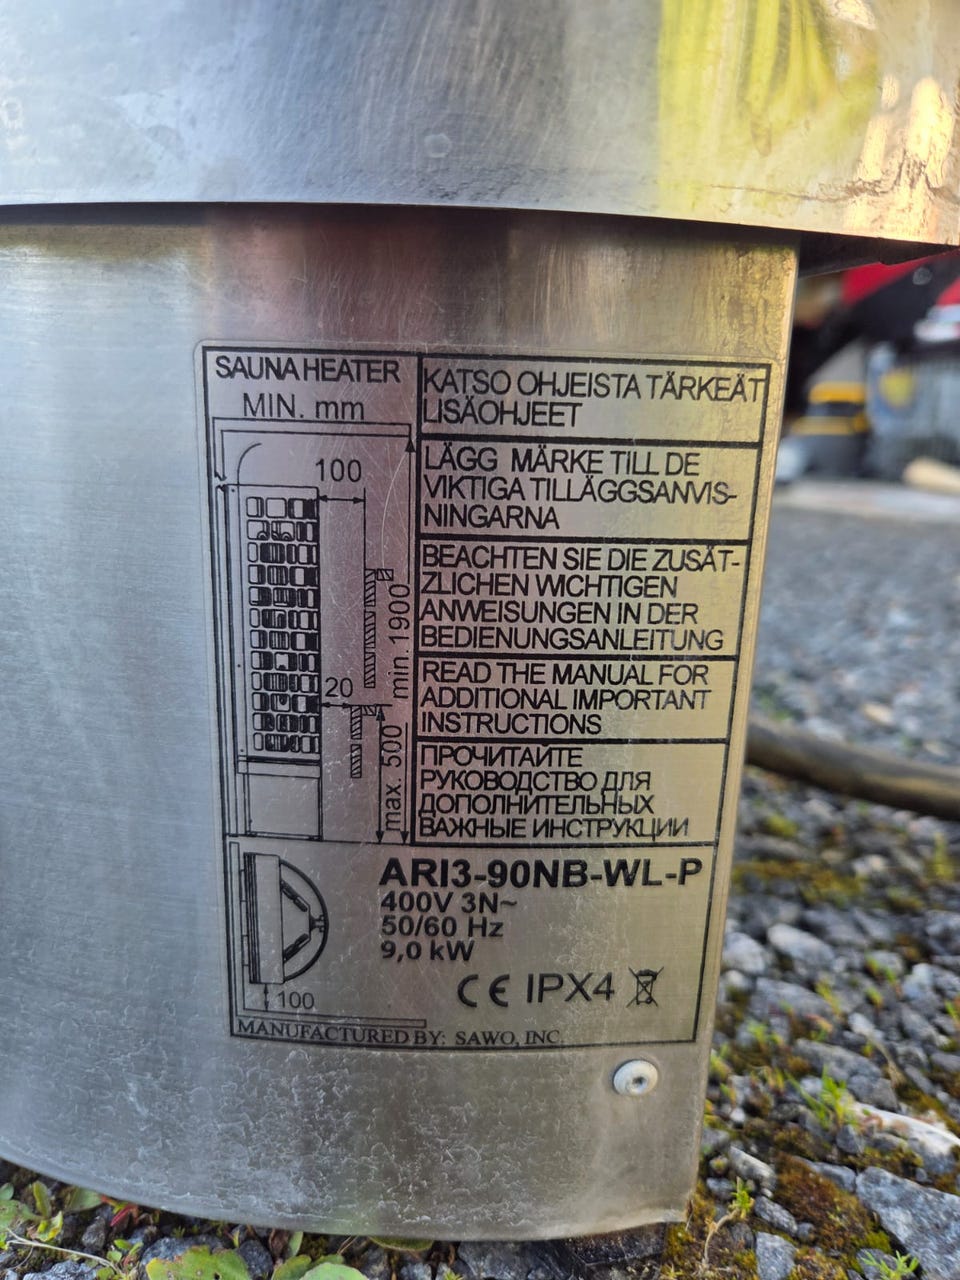 SAUNA HEATER
MIN. mm
100
20
min. 1900
max. 500
KATSO OHJEISTA TÄRKEÄT
LISÄOHJEET
LÄGG MÄRKE TILL DE
VIKTIGA TILLÄGGSANVIS-
NINGARNA
BEACHTEN SIE DIE ZUSÄT-
ZLICHEN WICHTIGEN
ANWEISUNGEN IN DER
BEDIENUNGSANLEITUNG
READ THE MANUAL FOR
ADDITIONAL IMPORTANT
INSTRUCTIONS
ПРОЧИТАЙТЕ
РУКОВОДСТВО ДЛЯ
ДОПОЛНИТЕЛЬНЫХ
ВАЖНЫЕ ИНСТРУКЦИИ
100
ARI3-90NB-WL-P
400V 3N~
50/60 Hz
9,0 kW
CE IPX4
MANUFACTURED BY: SAWO, INC.